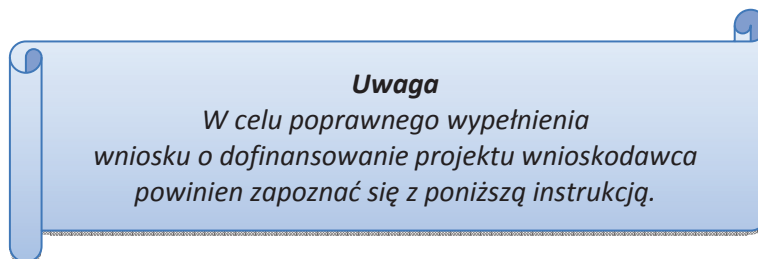 Uwaga
W celu poprawnego wypełnienia
wniosku o dofinansowanie projektu wnioskodawca
powinien zapoznać się z poniższą instrukcją.